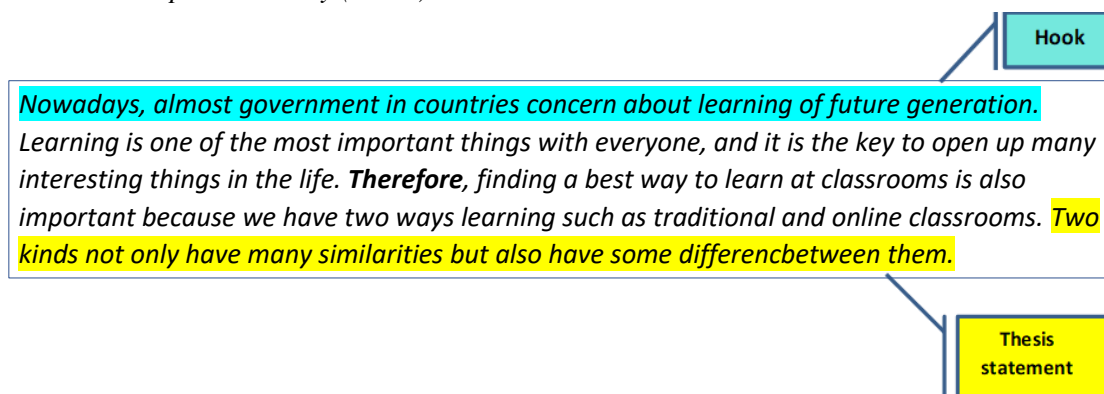 Hook
Nowadays, almost government in countries concern about learning of future generation.
Learning is one of the most important things with everyone, and it is the key to open up many
interesting things in the life. Therefore, finding a best way to learn at classrooms is also
important because we have two ways learning such as traditional and online classrooms. Two
kinds not only have many similarities but also have some differencbetween them.
Thesis
statement